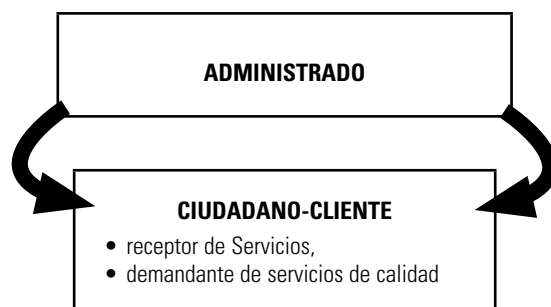 ADMINISTRADO
CIUDADANO-CLIENTE
• receptor de Servicios,
• demandante de servicios de calidad